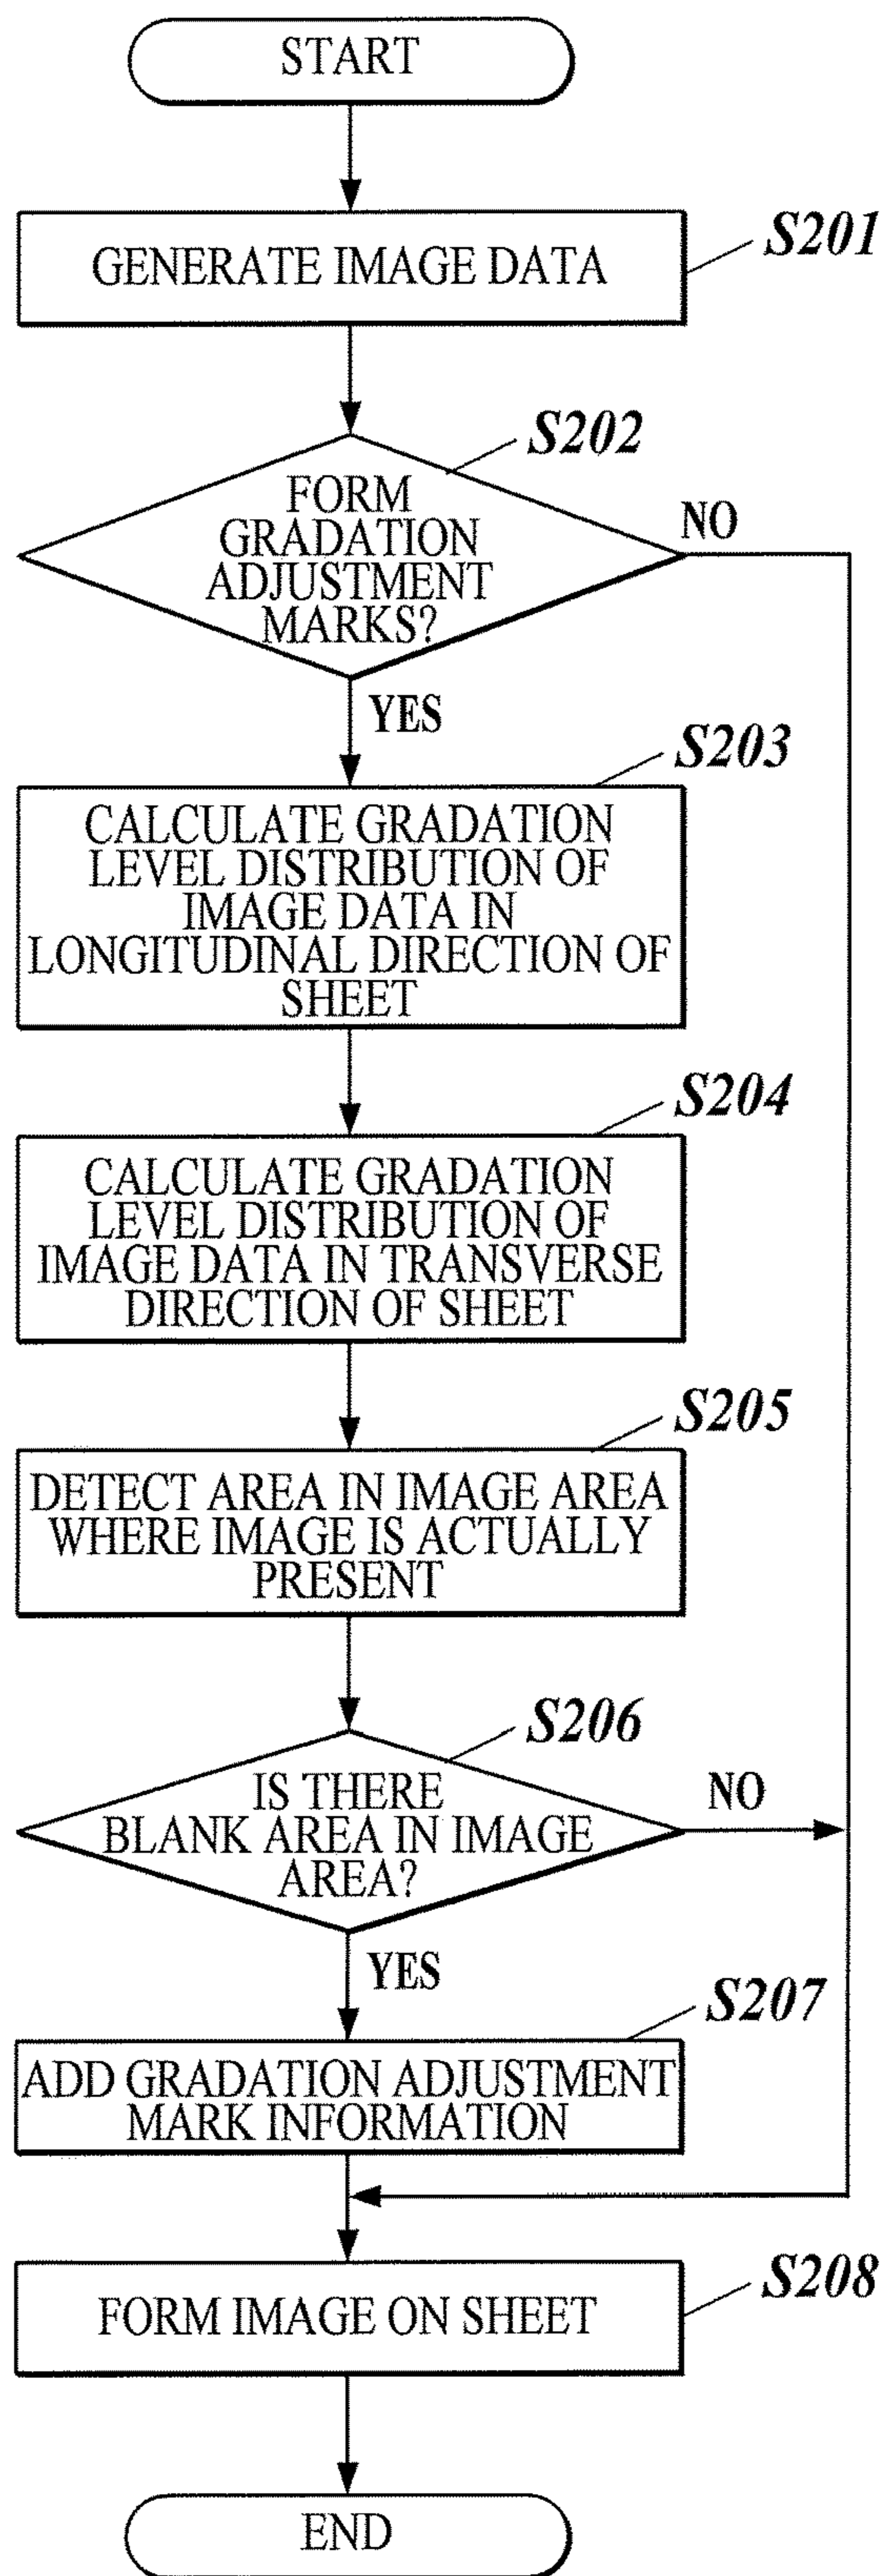 START
GENERATE IMAGE DATA
S201
S202
FORM
GRADATION
ADJUSTMENT
MARKS?
NO
YES
S203
CALCULATE GRADATION
LEVEL DISTRIBUTION OF
IMAGE DATA IN
LONGITUDINAL DIRECTION OF
SHEET
S204
CALCULATE GRADATION
LEVEL DISTRIBUTION OF
IMAGE DATA IN TRANSVERSE
DIRECTION OF SHEET
S205
DETECT AREA IN IMAGE AREA
WHERE IMAGE IS ACTUALLY
PRESENT
S206
IS THERE
BLANK AREA IN IMAGE
AREA?
NO
YES
S207
ADD GRADATION ADJUSTMENT
MARK INFORMATION
S208
FORM IMAGE ON SHEET
END